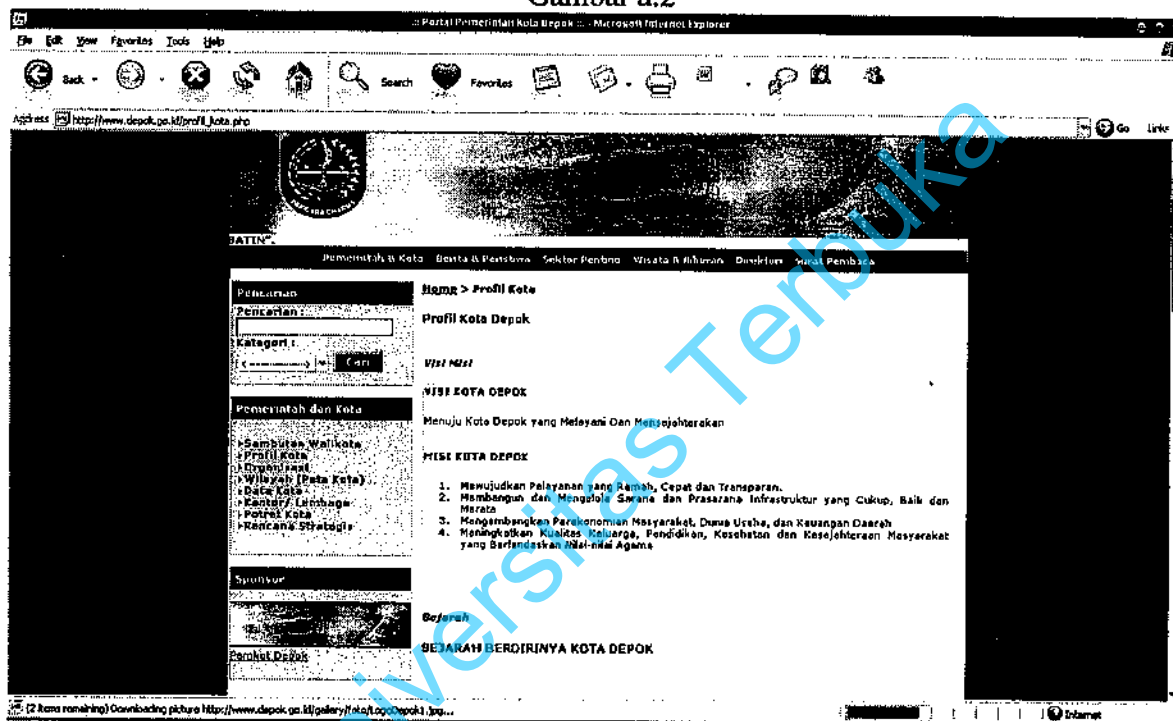 Gambar a.2
.:: Portal Pemerintah Kota Depok ::. - Microsoft Internet Explorer
File Edit View Favorites Tools Help
Back Search Favorites
Address http://www.depok.go.id/profil_kota.php Go Links
BATIN".
Pemerintah & Kota Berita & Peristiwa Sektor Penting Wisata & Hiburan Direktori Surat Pembaca
Pencarian
Pencarian :
Kategori :
Cari
Pemerintah dan Kota
Sambutan Walikota
Profil Kota
Organisasi
Wilayah (Peta Kota)
Data Kota
Kantor/ Lembaga
Potret Kota
Rencana Strategis
Sponsor
Pemkot Depok
Home > Profil Kota
Profil Kota Depok
Visi Misi
VISI KOTA DEPOK
Menuju Kota Depok yang Melayani Dan Mensejahterakan
MISI KOTA DEPOK
1. Mewujudkan Pelayanan yang Ramah, Cepat dan Transparan.
2. Membangun dan Mengelola Sarana dan Prasarana Infrastruktur yang Cukup, Baik dan
Merata
3. Mengembangkan Perekonomian Masyarakat, Dunia Usaha, dan Keuangan Daerah
4. Meningkatkan Kualitas Keluarga, Pendidikan, Kesehatan dan Kesejahteraan Masyarakat
yang Berlandaskan Nilai-nilai Agama
Sejarah
SEJARAH BERDIRINYA KOTA DEPOK
(2 items remaining) Downloading picture http://www.depok.go.id/gallery/foto/LogoDepok1.jpg... Internet
Universitas Terbuka